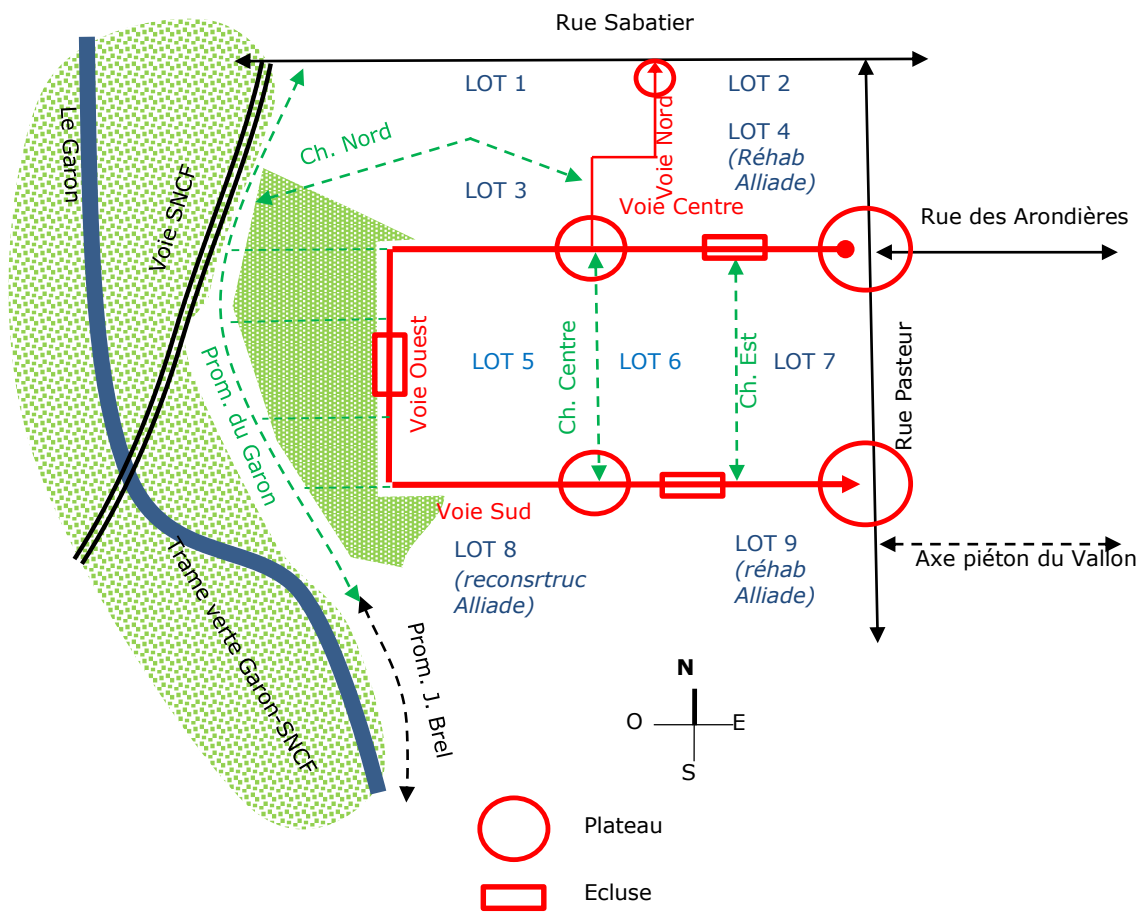 Rue Sabatier
LOT 1
LOT 2
Le Garon
Voie SNCF
Ch. Nord
Voie Nord
LOT 4
(Réhab
Alliade)
LOT 3
Voie Centre
Rue des Arondières
Prom. du Garon
Voie Ouest
LOT 5
Ch. Centre
LOT 6
Ch. Est
LOT 7
Rue Pasteur
Voie Sud
LOT 8
(reconsrtruc
Alliade)
LOT 9
(réhab
Alliade)
Axe piéton du Vallon
Trame verte Garon-SNCF
Prom. J. Brel
N
O
E
S
Plateau
Ecluse